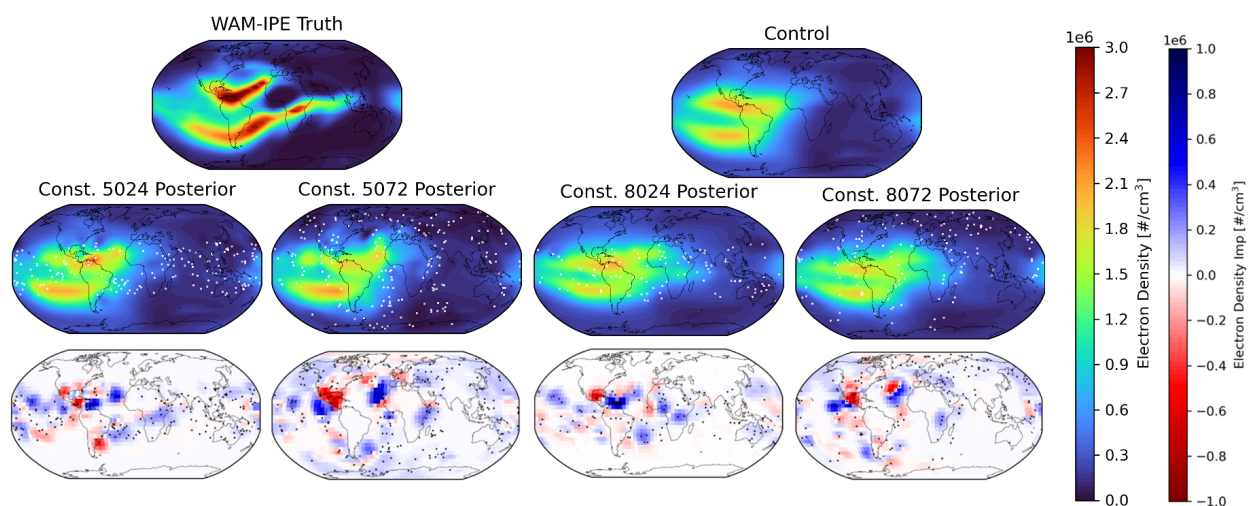 WAM-IPE Truth
Control
Const. 5024 Posterior
Const. 5072 Posterior
Const. 8024 Posterior
Const. 8072 Posterior
1e6
3.0
2.7
2.4
2.1
1.8
1.5
1.2
0.9
0.6
0.3
0.0
Electron Density [#/cm³]
1e6
1.0
0.8
0.6
0.4
0.2
0.0
−0.2
−0.4
−0.6
−0.8
−1.0
Electron Density Imp [#/cm³]